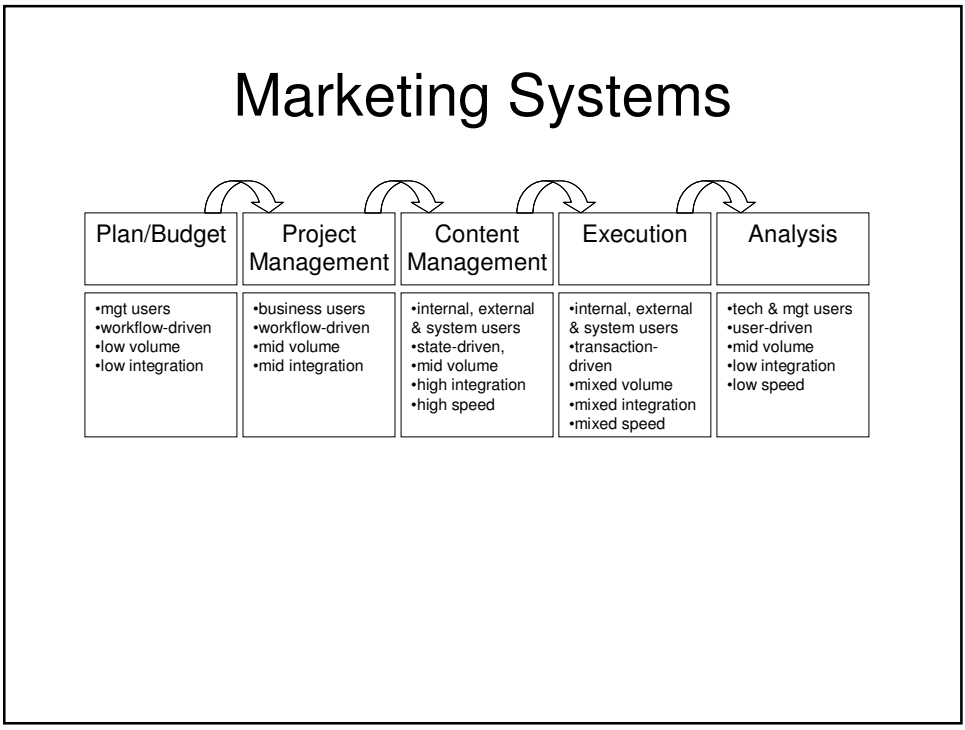 Marketing Systems
Plan/Budget
Project
Management
Content
Management
Execution
Analysis
•mgt users
•workflow-driven
•low volume
•low integration
•business users
•workflow-driven
•mid volume
•mid integration
•internal, external
& system users
•state-driven,
•mid volume
•high integration
•high speed
•internal, external
& system users
•transaction-
driven
•mixed volume
•mixed integration
•mixed speed
•tech & mgt users
•user-driven
•mid volume
•low integration
•low speed